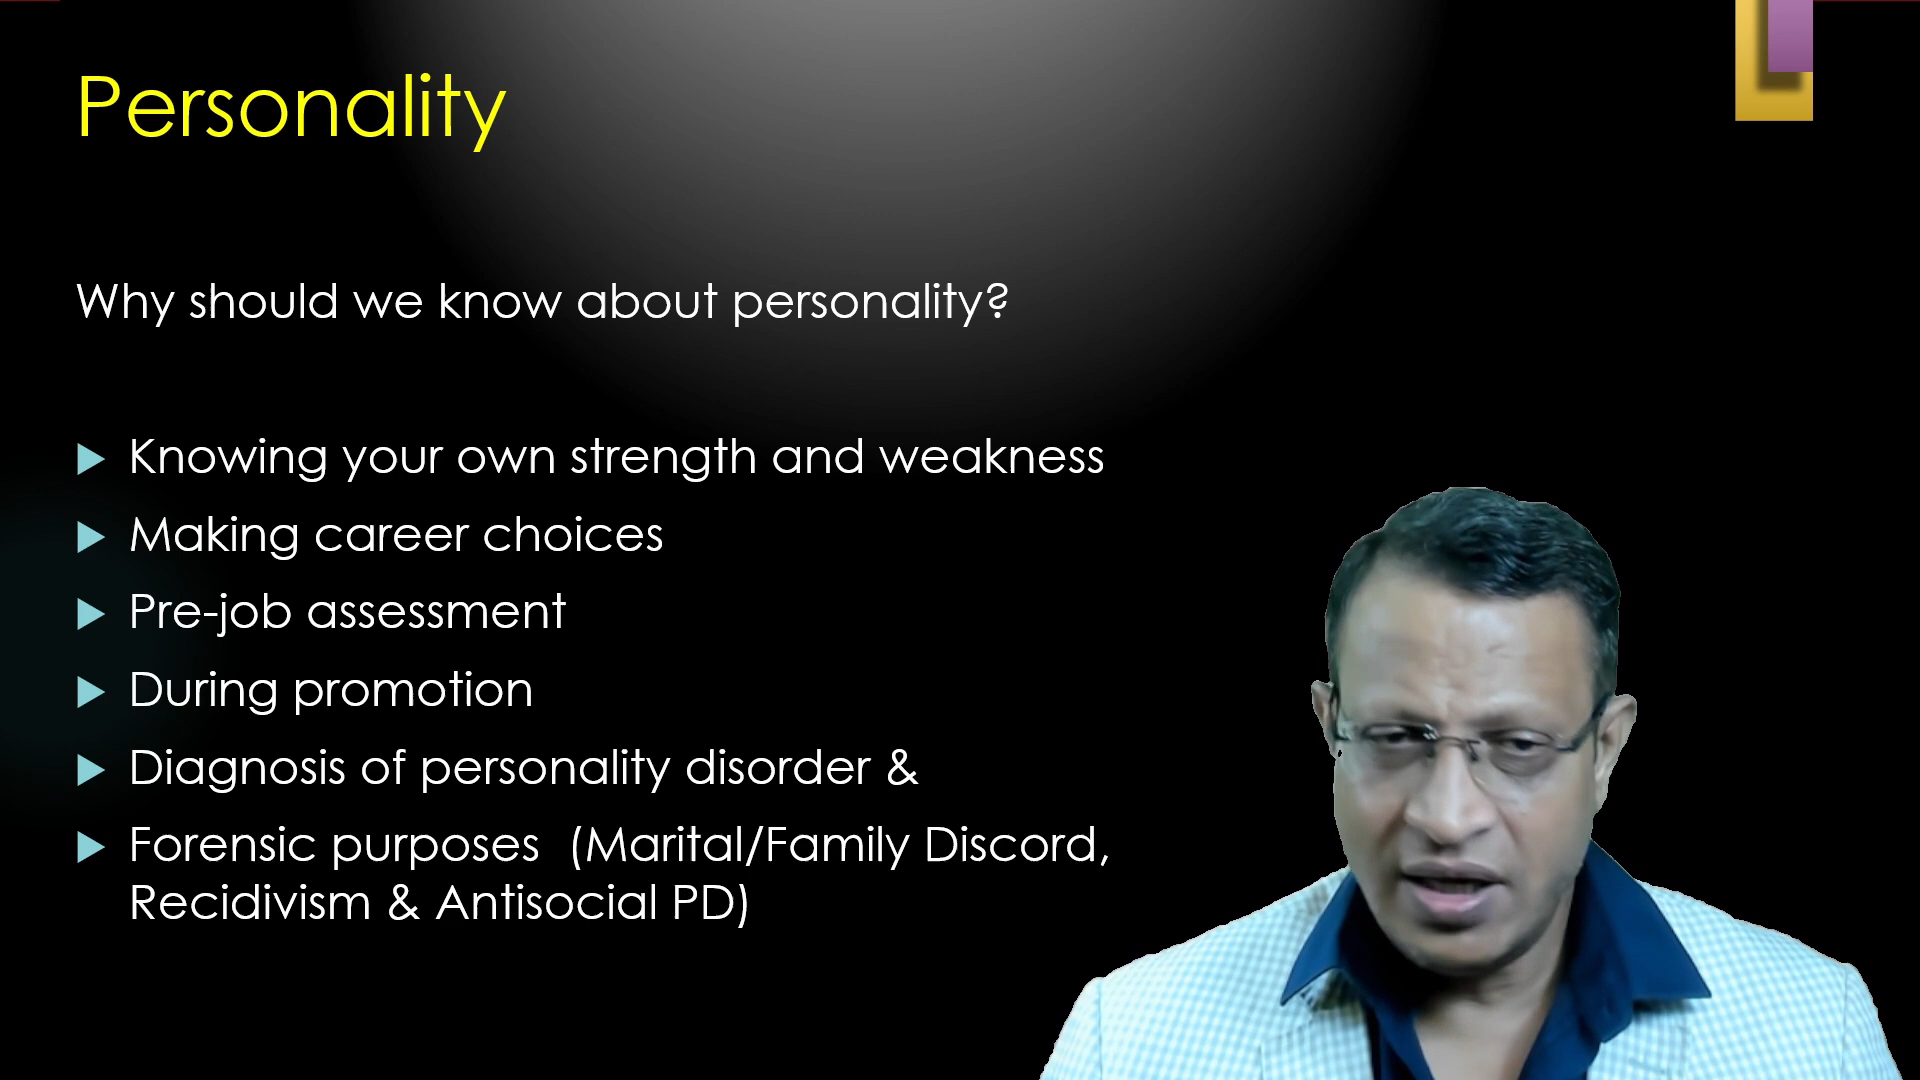 Personality
Why should we know about personality?
Knowing your own strength and weakness
Making career choices
Pre-job assessment
During promotion
Diagnosis of personality disorder &
Forensic purposes  (Marital/Family Discord,
Recidivism & Antisocial PD)